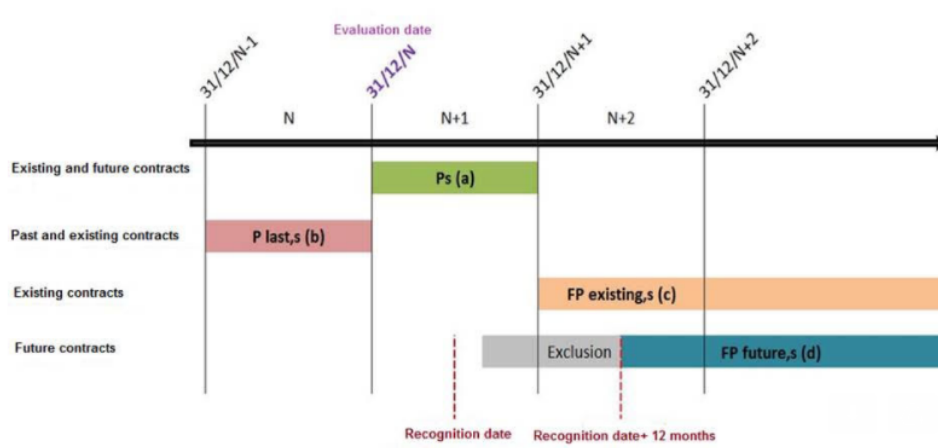 Evaluation date
31/12/N-1
31/12/N
31/12/N+1
31/12/N+2
N
N+1
N+2
Existing and future contracts
Ps (a)
Past and existing contracts
P last,s (b)
Existing contracts
FP existing,s (c)
Future contracts
Exclusion
FP future,s (d)
Recognition date
Recognition date+ 12 months